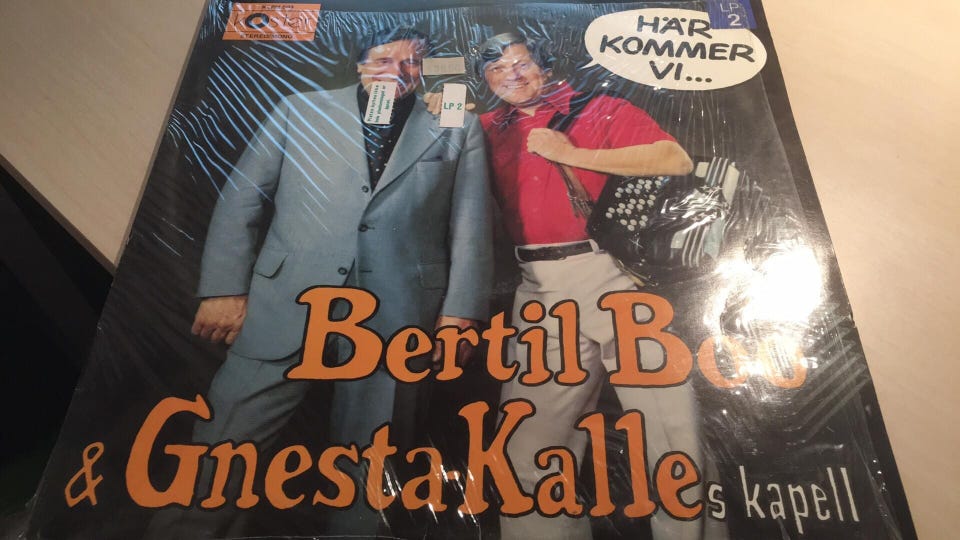 STEREO/MONO
LP
2
HÄR
KOMMER
VI...
LP 2
Bertil Boo
& Gnesta-Kalles kapell